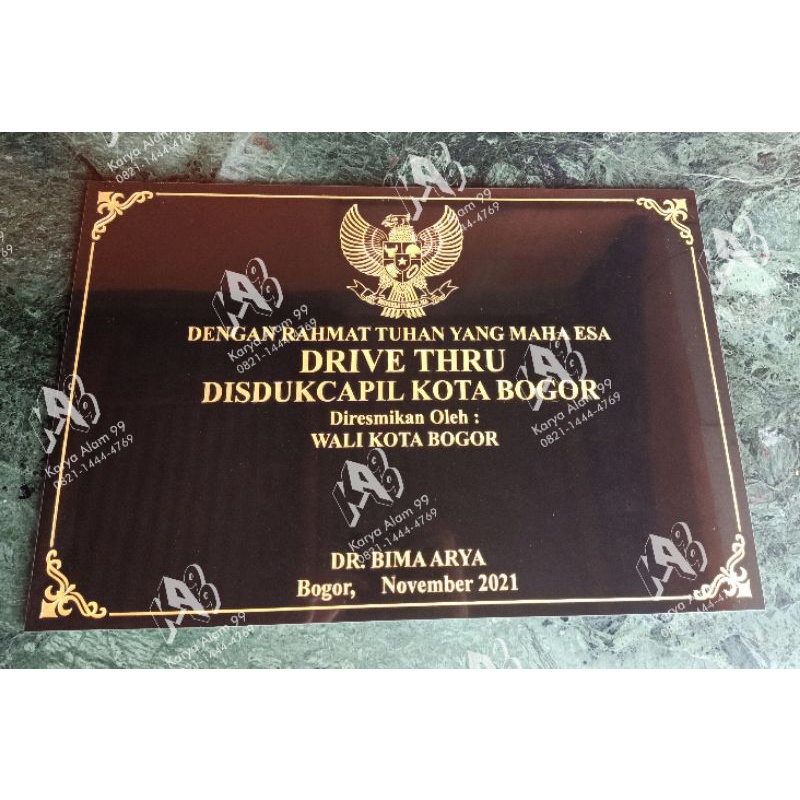 DENGAN RAHMAT TUHAN YANG MAHA ESA
DRIVE THRU
DISDUKCAPIL KOTA BOGOR
Diresmikan Oleh :
WALI KOTA BOGOR
DR. BIMA ARYA
Bogor, November 2021
Karya Alam 99
0821-1444-4769